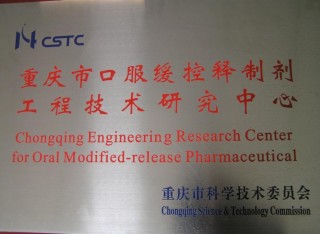 CSTC
重庆市口服缓控释制剂
工程技术研究中心
Chongqing Engineering Research Center
for Oral Modified-release Pharmaceutical
重庆市科学技术委员会
Chongqing Science & Technology Commission